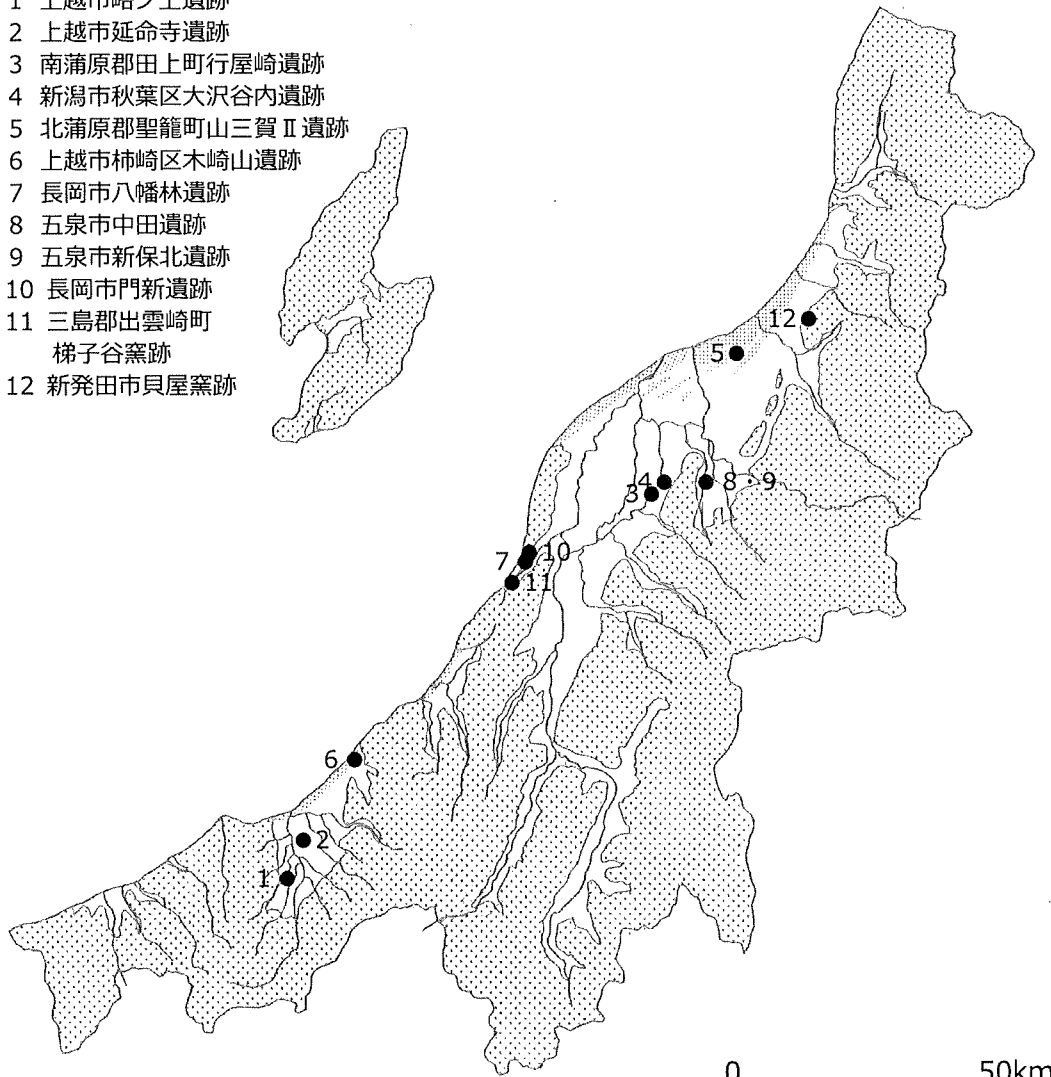 1 上越市蛤ノ上遺跡
2 上越市延命寺遺跡
3 南蒲原郡田上町行屋崎遺跡
4 新潟市秋葉区大沢谷内遺跡
5 北蒲原郡聖籠町山三賀Ⅱ遺跡
6 上越市柿崎区木崎山遺跡
7 長岡市八幡林遺跡
8 五泉市中田遺跡
9 五泉市新保北遺跡
10 長岡市門新遺跡
11 三島郡出雲崎町
梯子谷窯跡
12 新発田市貝屋窯跡
12
5
4
3
8・9
10
7
11
6
2
1
0 50km